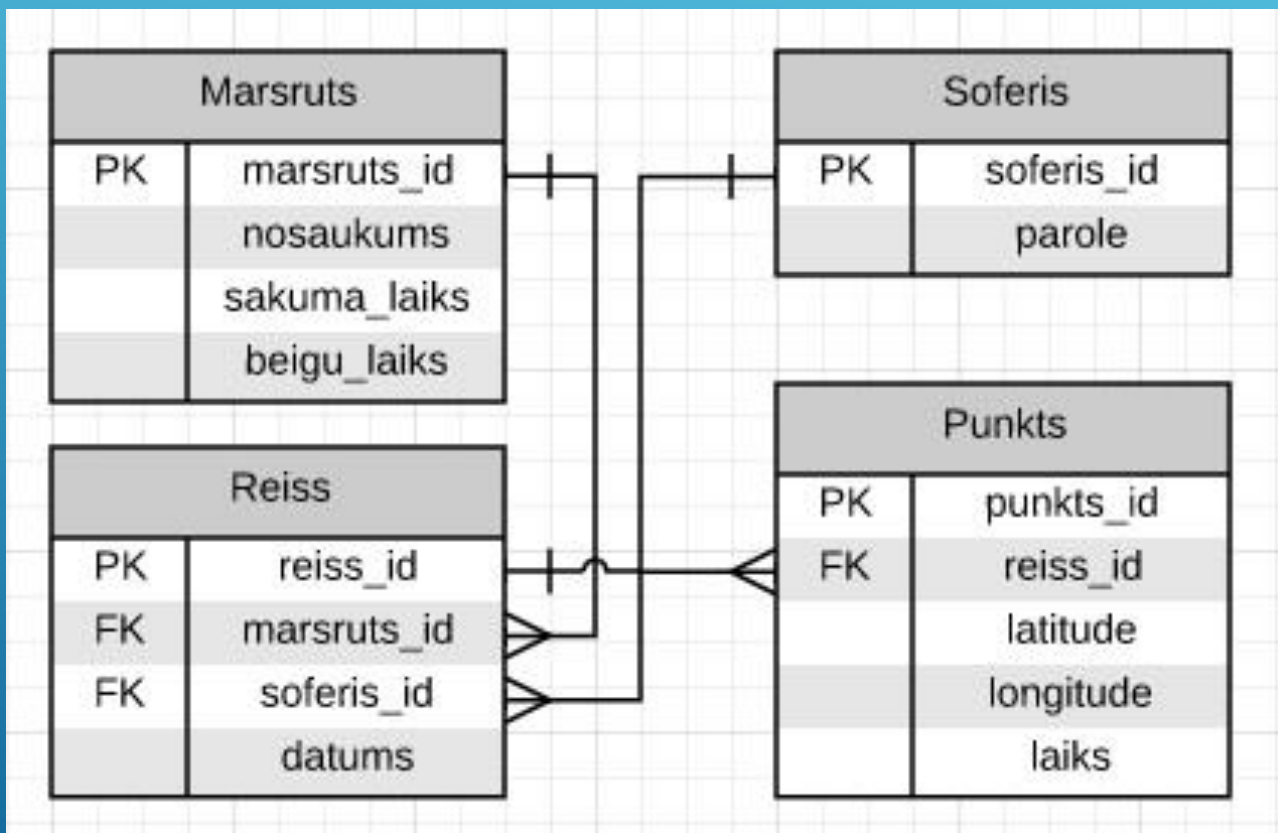 Marsruts
PK marsruts_id
nosaukums
sakuma_laiks
beigu_laiks
Soferis
PK soferis_id
parole
Reiss
PK reiss_id
FK marsruts_id
FK soferis_id
datums
Punkts
PK punkts_id
FK reiss_id
latitude
longitude
laiks